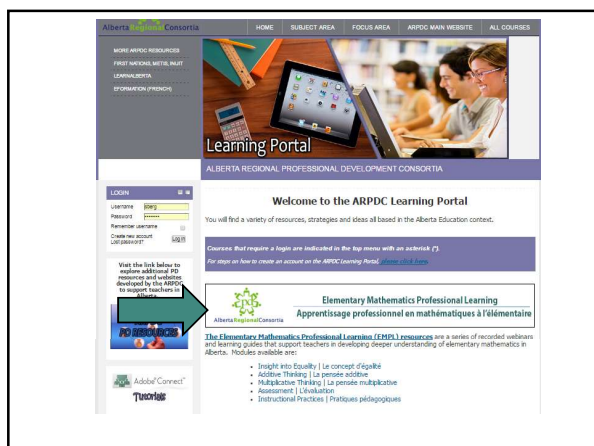 Alberta Regional Consortia
HOME SUBJECT AREA FOCUS AREA ARPDC MAIN WEBSITE ALL COURSES
MORE ARPDC RESOURCES
FIRST NATIONS, METIS, INUIT
LEARNALBERTA
EFORMATION (FRENCH)
Learning Portal
ALBERTA REGIONAL PROFESSIONAL DEVELOPMENT CONSORTIA
LOGIN
Username
Password
Remember username
Create new account
Lost password?
Log in
Visit the link below to
explore additional PD
resources and websites
developed by the ARPDC
to support teachers in
Alberta.
PD RESOURCES
Adobe® Connect™
Tutorials
Welcome to the ARPDC Learning Portal
You will find a variety of resources, strategies and ideas all based in the Alberta Education context.
Courses that require a login are indicated in the top menu with an asterisk (*).
For steps on how to create an account on the ARPDC Learning Portal, please click here.
Alberta Regional Consortia
Elementary Mathematics Professional Learning
Apprentissage professionnel en mathématiques à l'élémentaire
The Elementary Mathematics Professional Learning (EMPL) resources are a series of recorded webinars
and learning guides that support teachers in developing deeper understanding of elementary mathematics in
Alberta. Modules available are:
• Insight into Equality | Le concept d'égalité
• Additive Thinking | La pensée additive
• Multiplicative Thinking | La pensée multiplicative
• Assessment | L'évaluation
• Instructional Practices | Pratiques pédagogiques